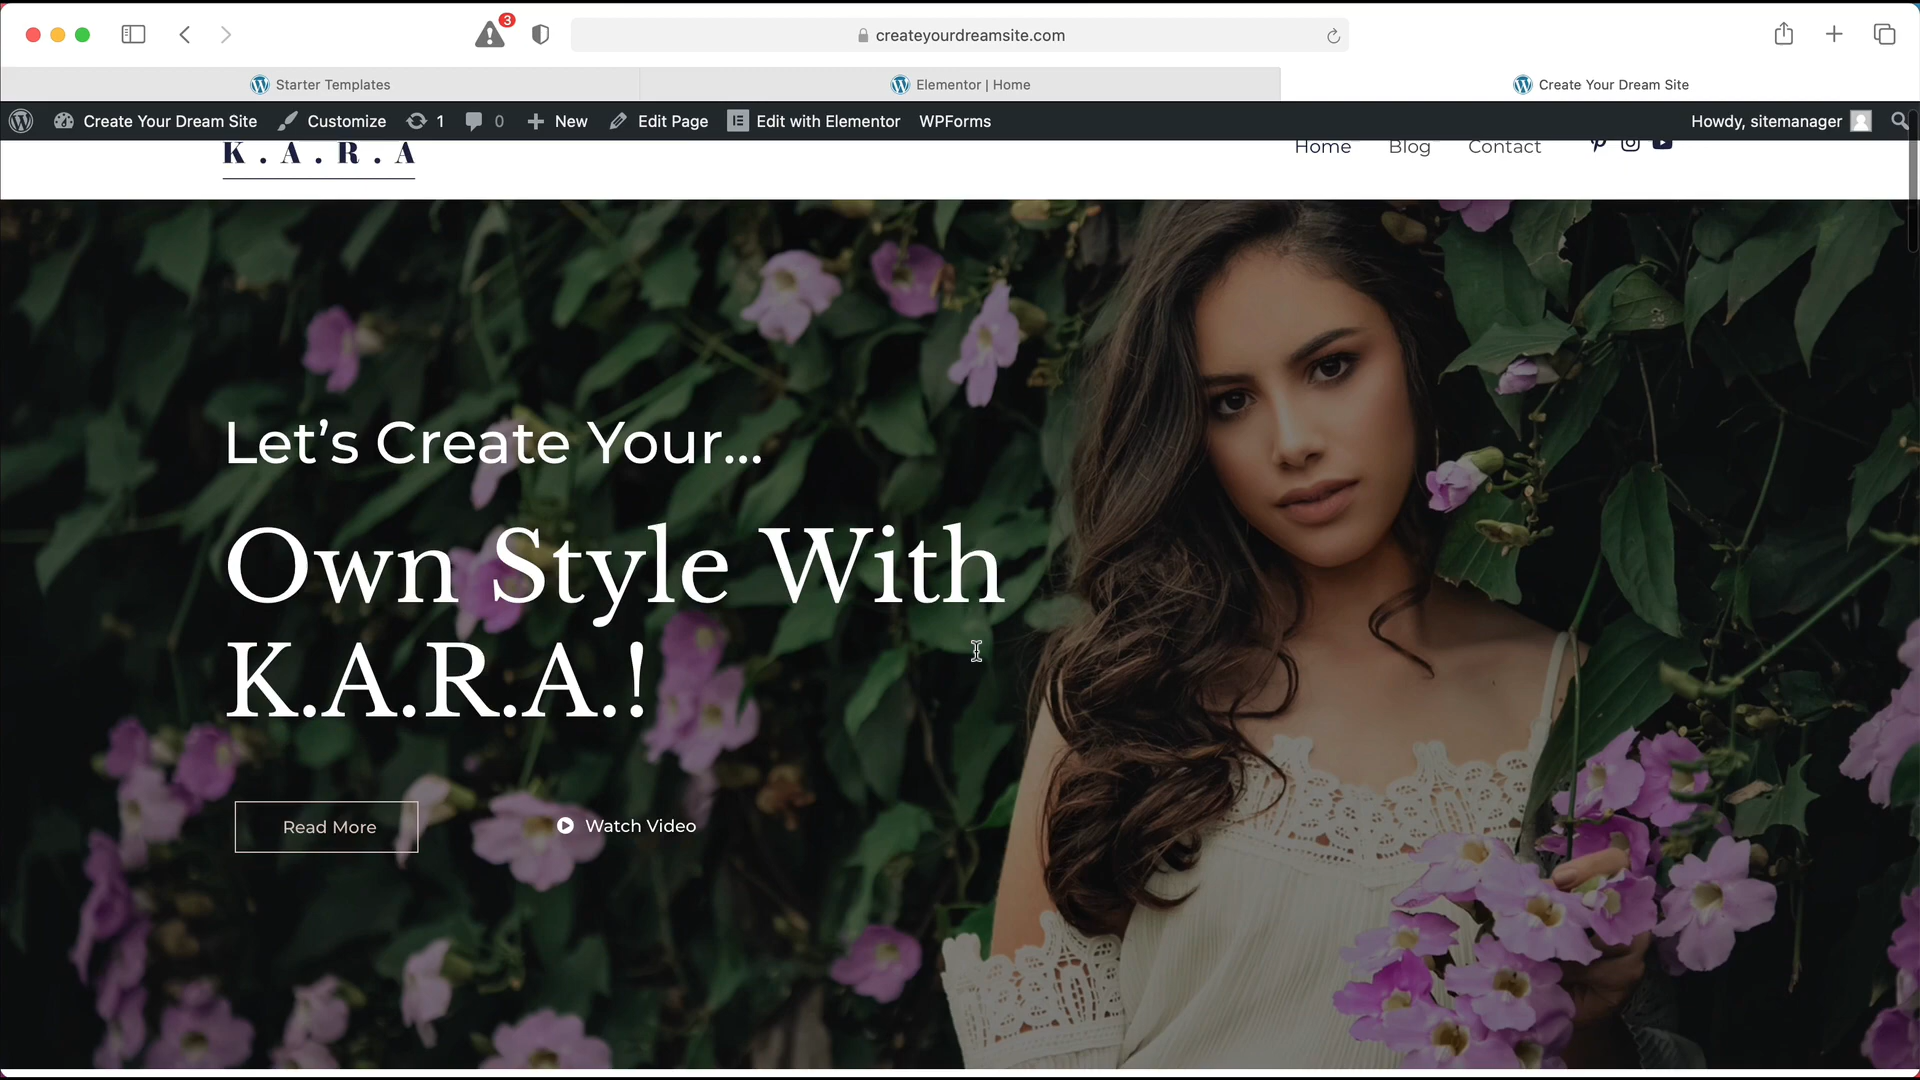 3
createyourdreamsite.com
Starter Templates
Elementor | Home
Create Your Dream Site
Create Your Dream Site
Customize
1
0
New
Edit Page
Edit with Elementor
WPForms
Howdy, sitemanager
K.A.R.A
Home
Blog
Contact
Let’s Create Your...
Own Style With
K.A.R.A.!
Read More
Watch Video